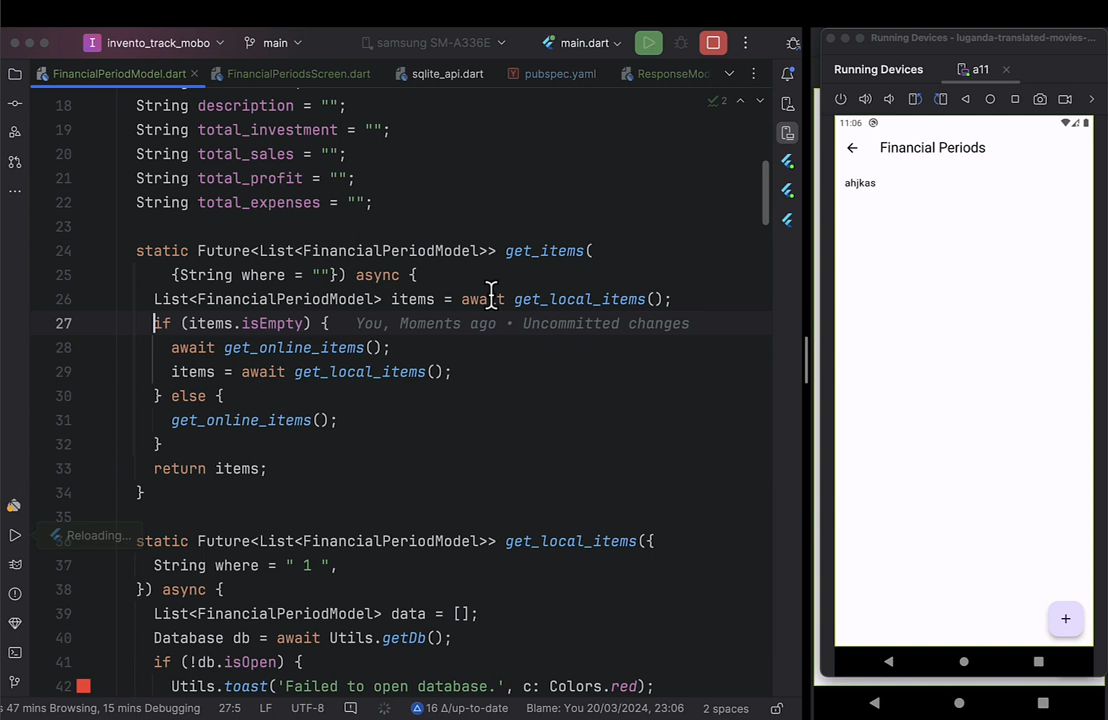 invento_track_mobo
main
samsung SM-A336E
main.dart
FinancialPeriodModel.dart
FinancialPeriodsScreen.dart
sqlite_api.dart
pubspec.yaml
ResponseMod
18 String description = "";
2
19 String total_investment = "";
20 String total_sales = "";
21 String total_profit = "";
22 String total_expenses = "";
23
24 static Future<List<FinancialPeriodModel>> get_items(
25 {String where = ""}) async {
26 List<FinancialPeriodModel> items = await get_local_items();
27 if (items.isEmpty) { You, Moments ago • Uncommitted changes
28 await get_online_items();
29 items = await get_local_items();
30 } else {
31 get_online_items();
32 }
33 return items;
34 }
35
Reloading...
static Future<List<FinancialPeriodModel>> get_local_items({
37 String where = " 1 ",
38 }) async {
39 List<FinancialPeriodModel> data = [];
40 Database db = await Utils.getDb();
41 if (!db.isOpen) {
42 Utils.toast('Failed to open database.', c: Colors.red);
s 47 mins Browsing, 15 mins Debugging
27:5
LF
UTF-8
16 Δ/up-to-date
Blame: You 20/03/2024, 23:06
2 spaces
Running Devices - luganda-translated-movies-...
Running Devices
a11
11:06
Financial Periods
ahjkas
+